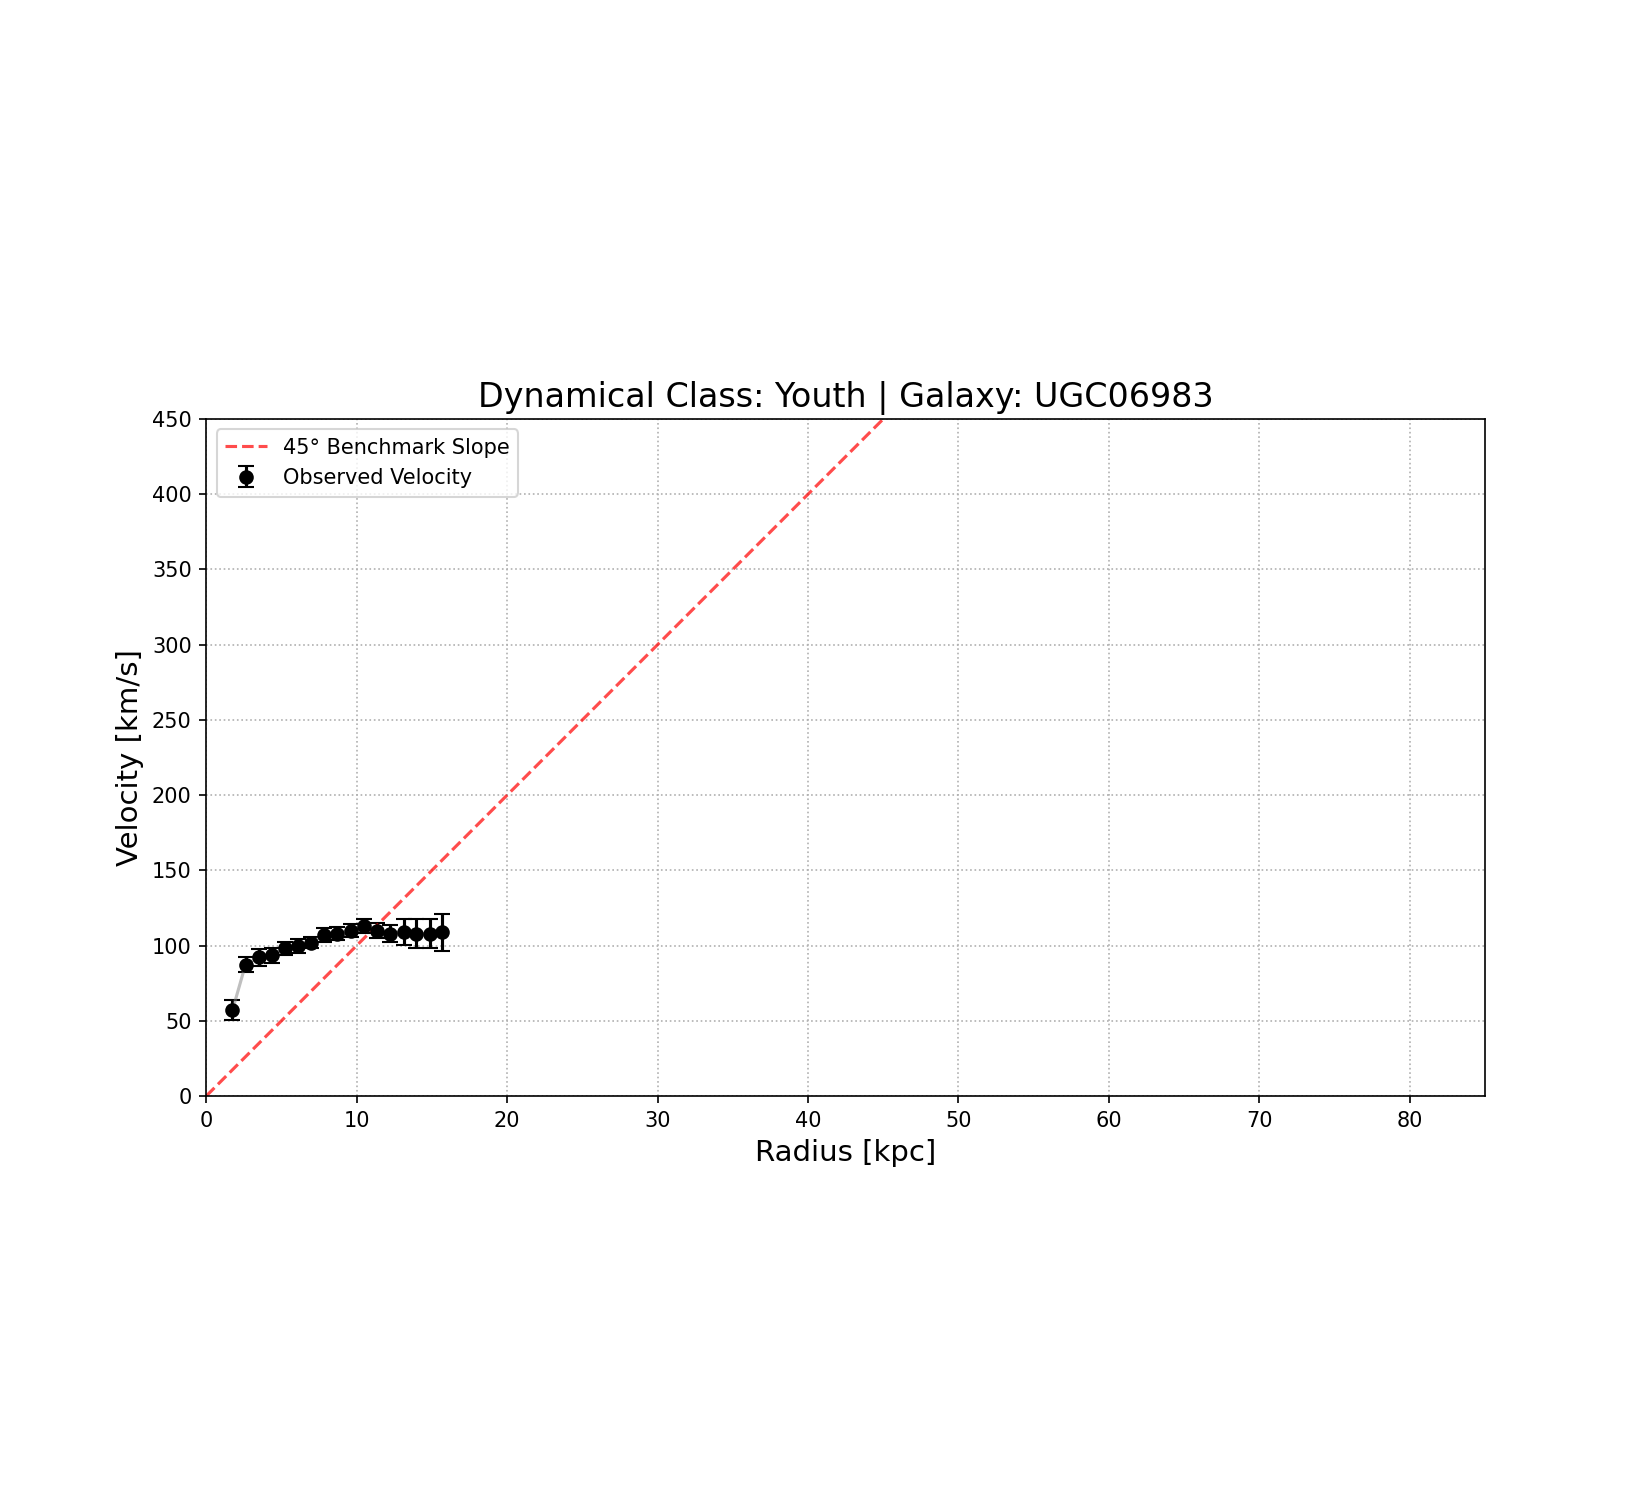 Dynamical Class: Youth | Galaxy: UGC06983
45° Benchmark Slope
Observed Velocity
Velocity [km/s]
450
400
350
300
250
200
150
100
50
0
0 10 20 30 40 50 60 70 80
Radius [kpc]